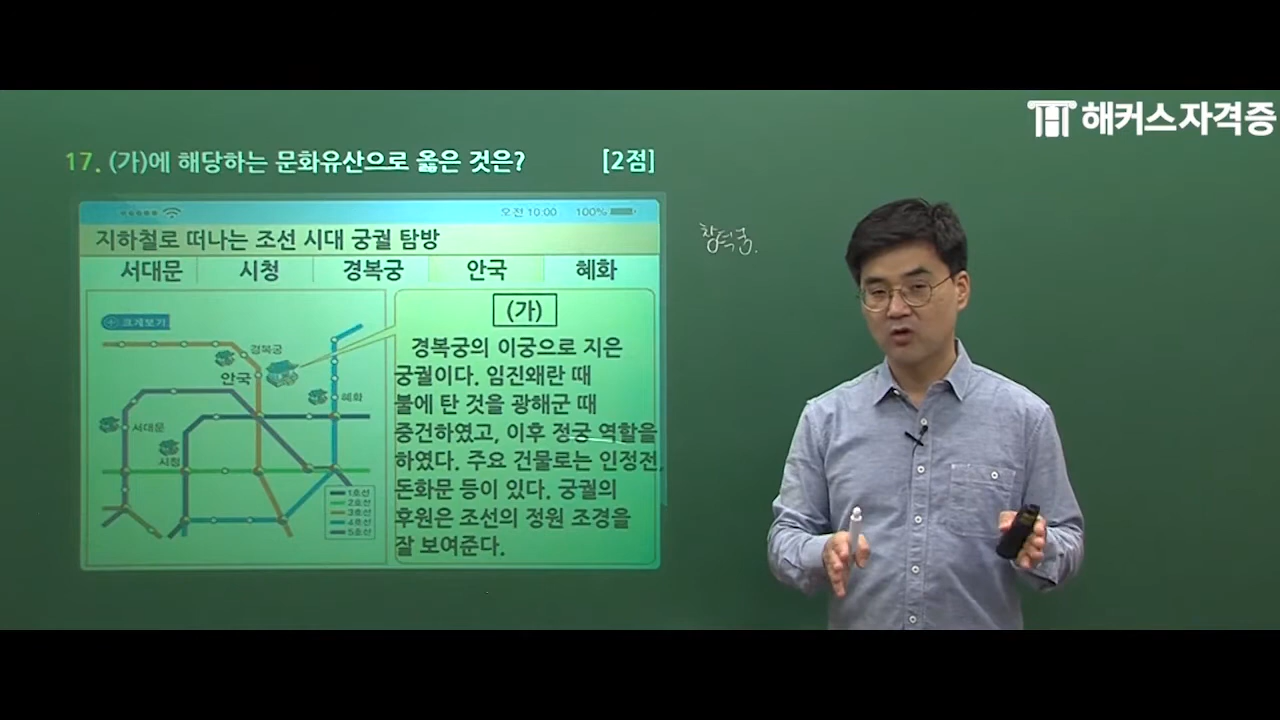 해커스자격증
17. (가)에 해당하는 문화유산으로 옳은 것은? [2점]
오전 10:00 100%
지하철로 떠나는 조선 시대 궁궐 탐방
서대문 시청 경복궁 안국 혜화
크게보기
경복궁
안국
혜화
서대문
시청
1호선
2호선
3호선
4호선
5호선
(가)
경복궁의 이궁으로 지은
궁궐이다. 임진왜란 때
불에 탄 것을 광해군 때
중건하였고, 이후 정궁 역할을
하였다. 주요 건물로는 인정전,
돈화문 등이 있다. 궁궐의
후원은 조선의 정원 조경을
잘 보여준다.
창덕궁.